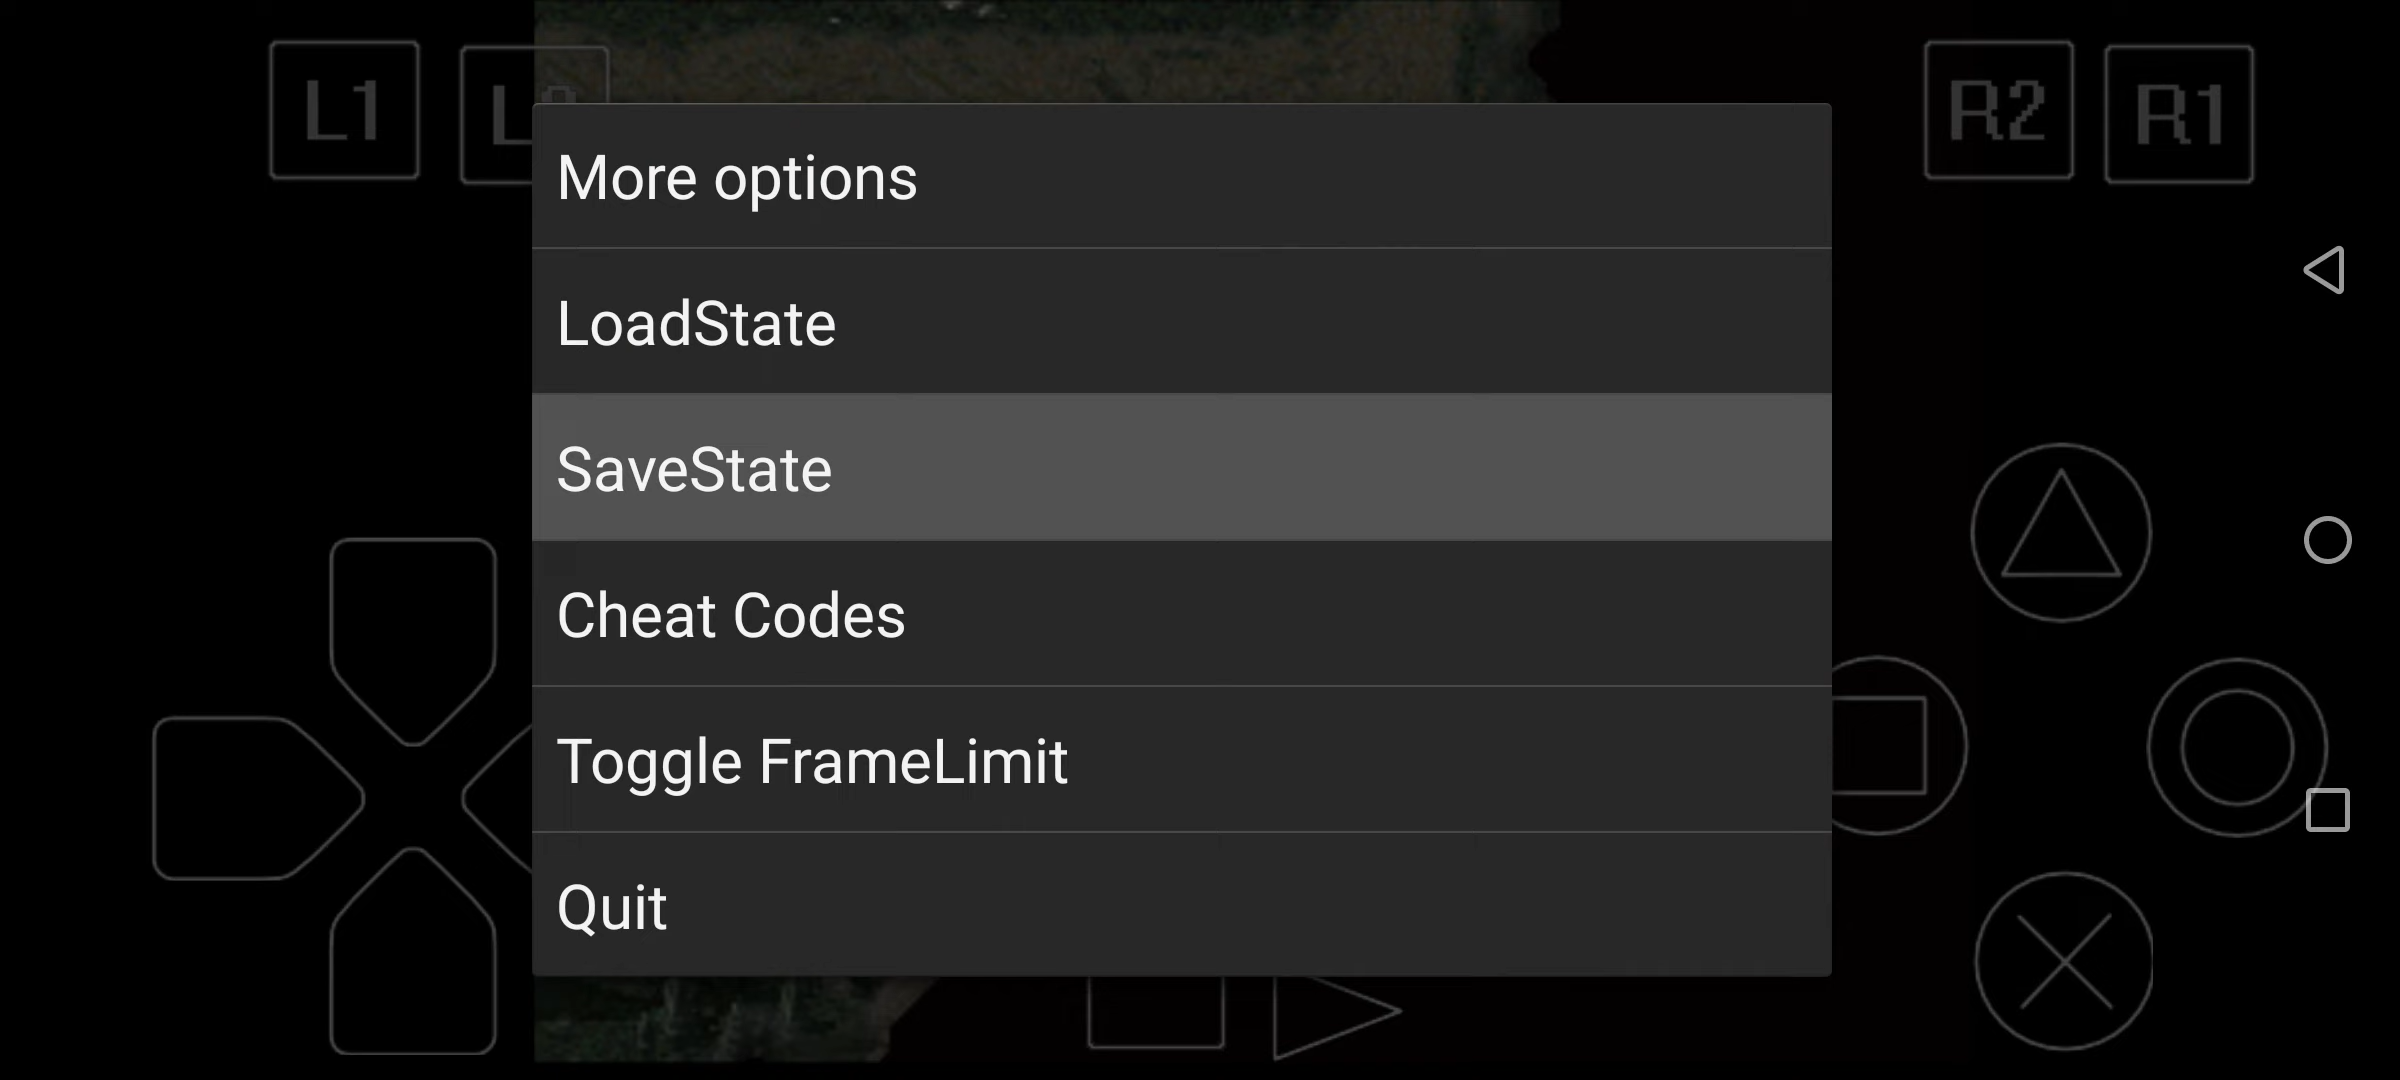 L1
R2
R1
More options
LoadState
SaveState
Cheat Codes
Toggle FrameLimit
Quit